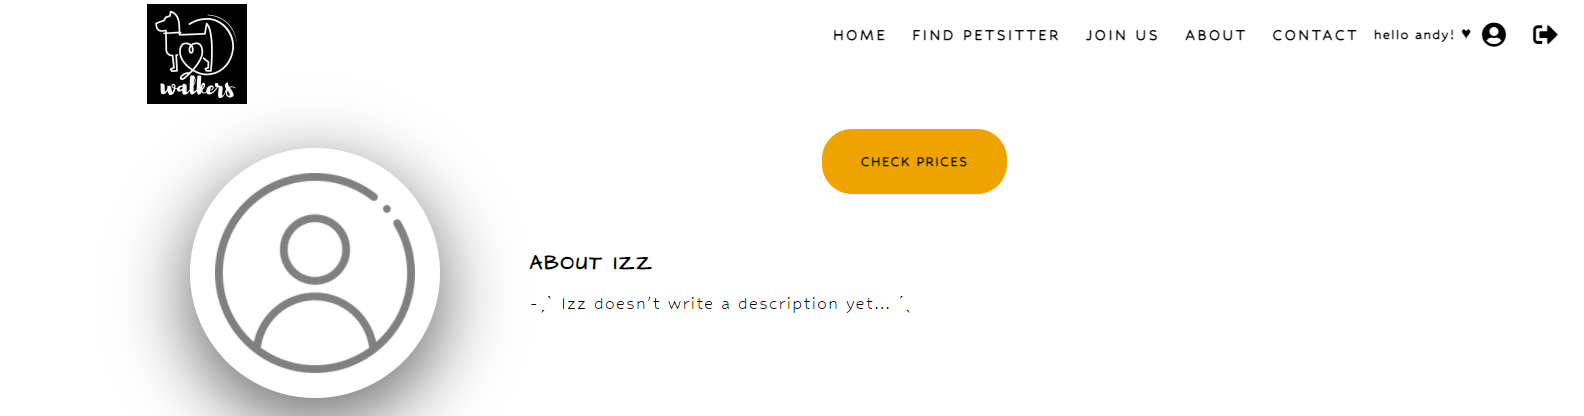 walkers
HOME FIND PETSITTER JOIN US ABOUT CONTACT hello andy! ♥
CHECK PRICES
ABOUT IZZ
-ˏˋ Izz doesn't write a description yet... ˊˎ